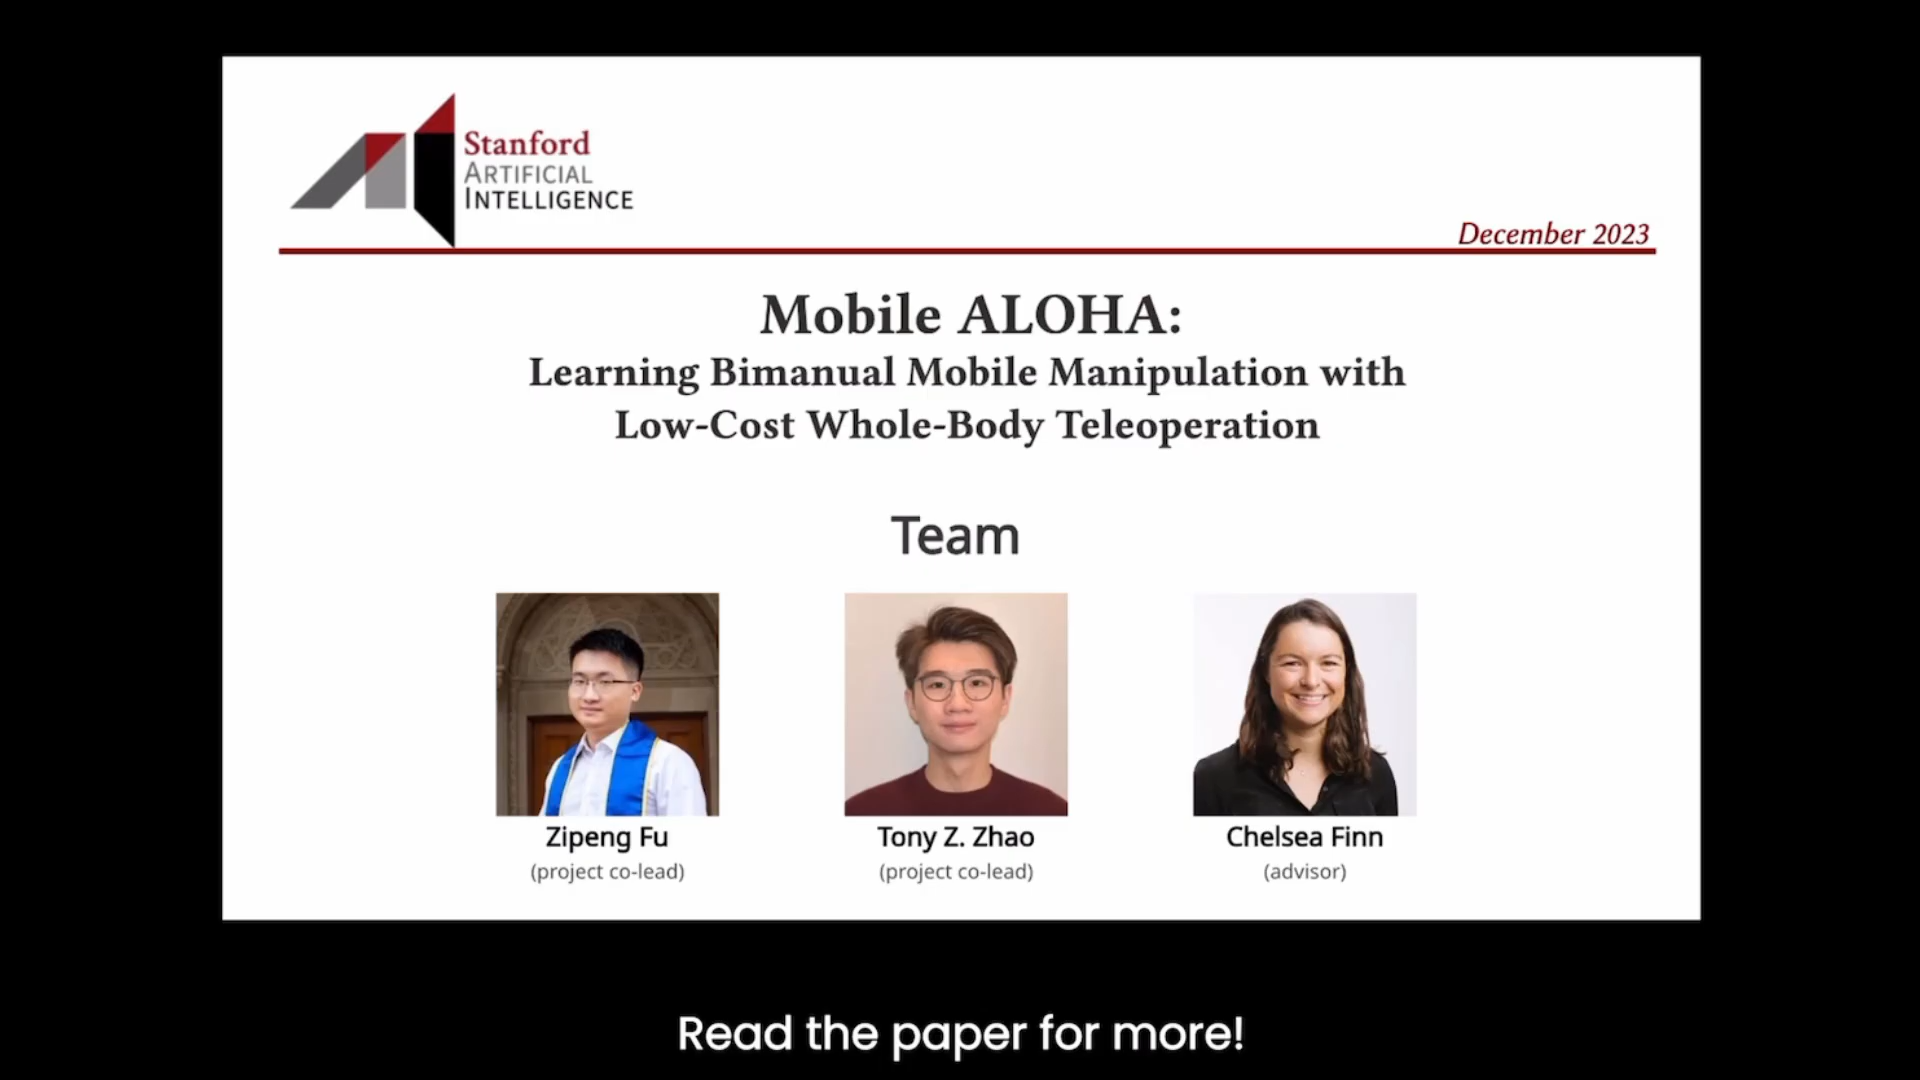 Stanford
ARTIFICIAL
INTELLIGENCE
December 2023
Mobile ALOHA:
Learning Bimanual Mobile Manipulation with
Low-Cost Whole-Body Teleoperation
Team
Zipeng Fu
(project co-lead)
Tony Z. Zhao
(project co-lead)
Chelsea Finn
(advisor)
Read the paper for more!